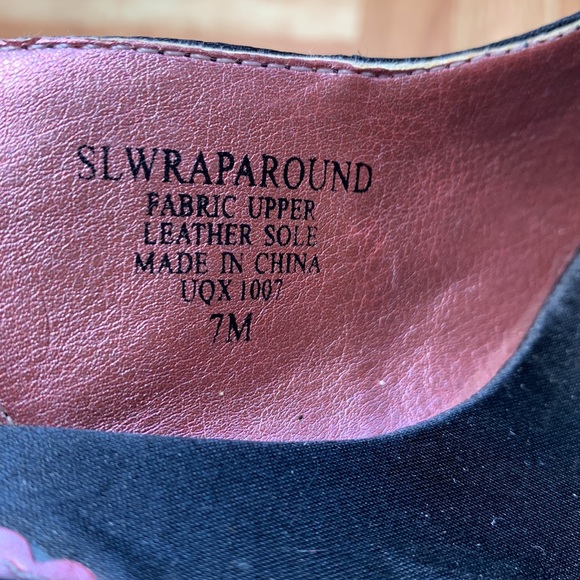 SLWRAPAROUND
FABRIC UPPER
LEATHER SOLE
MADE IN CHINA
UQX 1007
7M